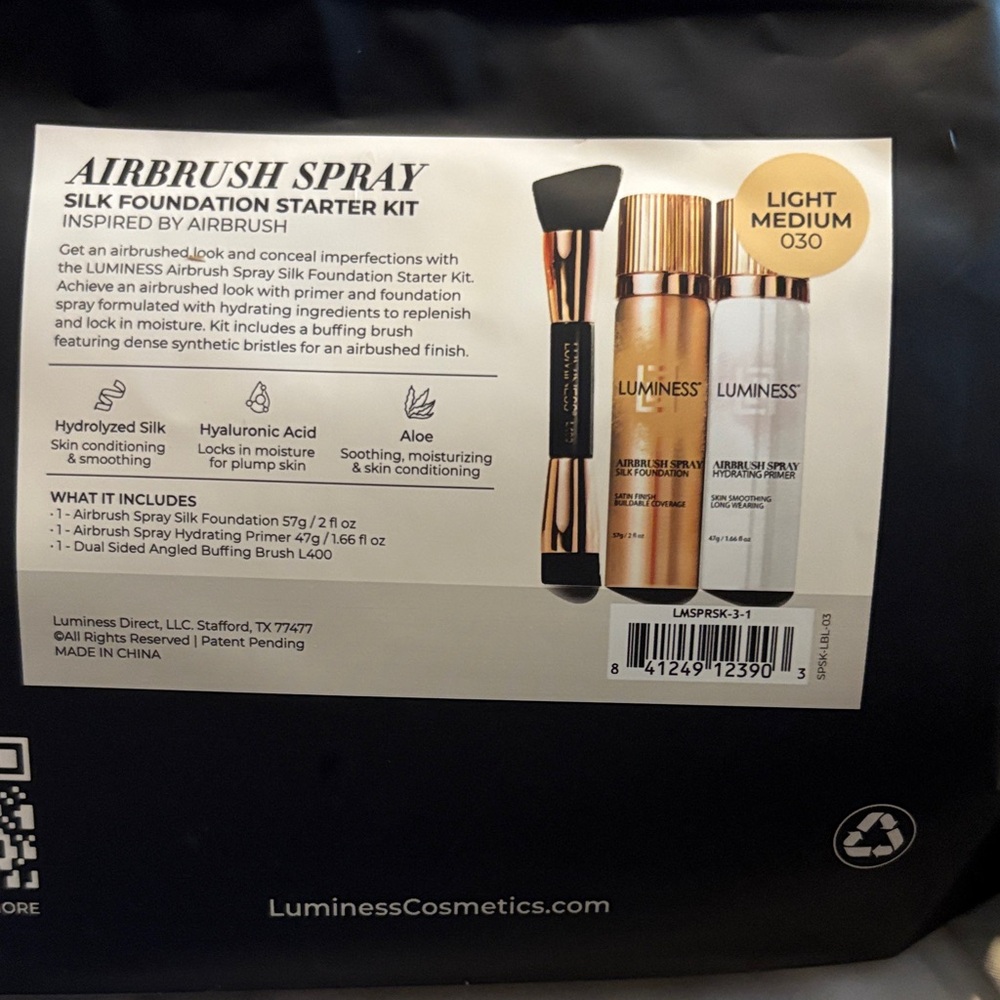 AIRBRUSH SPRAY
SILK FOUNDATION STARTER KIT
INSPIRED BY AIRBRUSH
Get an airbrushed look and conceal imperfections with
the LUMINESS Airbrush Spray Silk Foundation Starter Kit.
Achieve an airbrushed look with primer and foundation
spray formulated with hydrating ingredients to replenish
and lock in moisture. Kit includes a buffing brush
featuring dense synthetic bristles for an airbushed finish.
Hydrolyzed Silk
Skin conditioning
& smoothing
Hyaluronic Acid
Locks in moisture
for plump skin
Aloe
Soothing, moisturizing
& skin conditioning
WHAT IT INCLUDES
• 1 - Airbrush Spray Silk Foundation 57g / 2 fl oz
• 1 - Airbrush Spray Hydrating Primer 47g / 1.66 fl oz
• 1 - Dual Sided Angled Buffing Brush L400
Luminess Direct, LLC. Stafford, TX 77477
©All Rights Reserved | Patent Pending
MADE IN CHINA
LIGHT
MEDIUM
030
LUMINESS
LUMINESS™
AIRBRUSH SPRAY
SILK FOUNDATION
SATIN FINISH
BUILDABLE COVERAGE
57g / 2 fl oz
LUMINESS™
AIRBRUSH SPRAY
HYDRATING PRIMER
SKIN SMOOTHING
LONG WEARING
47g / 1.66 fl oz
LMSPRSK-3-1
8 41249 12390 3
SPSK-LBL-03
ORE
LuminessCosmetics.com